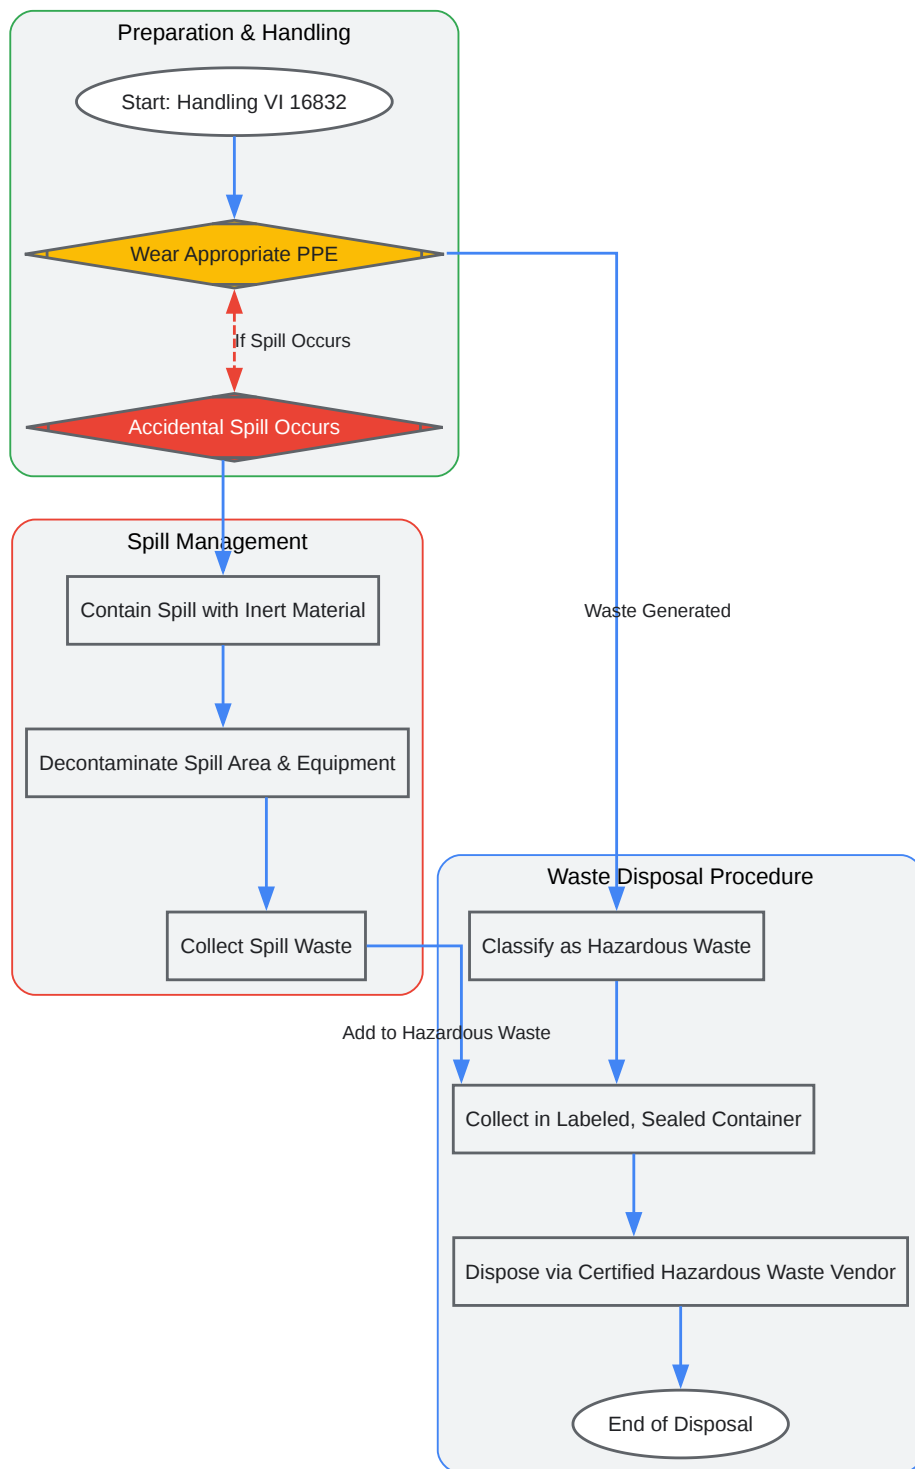 Preparation & Handling
Start: Handling VI 16832
Wear Appropriate PPE
If Spill Occurs
Accidental Spill Occurs
Spill Management
Contain Spill with Inert Material
Waste Generated
Decontaminate Spill Area & Equipment
Waste Disposal Procedure
Collect Spill Waste
Classify as Hazardous Waste
Add to Hazardous Waste
Collect in Labeled, Sealed Container
Dispose via Certified Hazardous Waste Vendor
End of Disposal